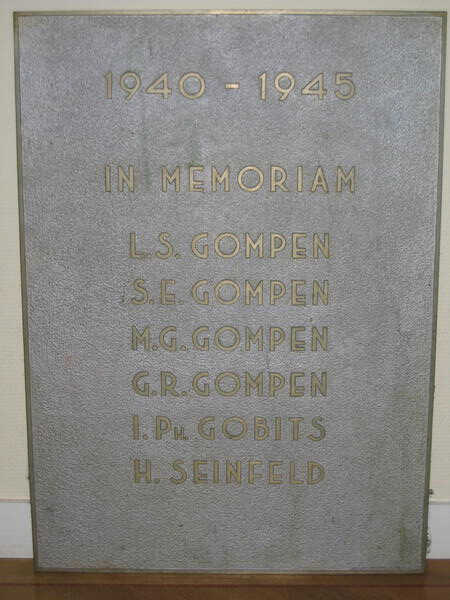 1940 - 1945
IN MEMORIAM
L.S. GOMPEN
S.E. GOMPEN
M.G. GOMPEN
G.R. GOMPEN
I. PH. GOBITS
H. SEINFELD